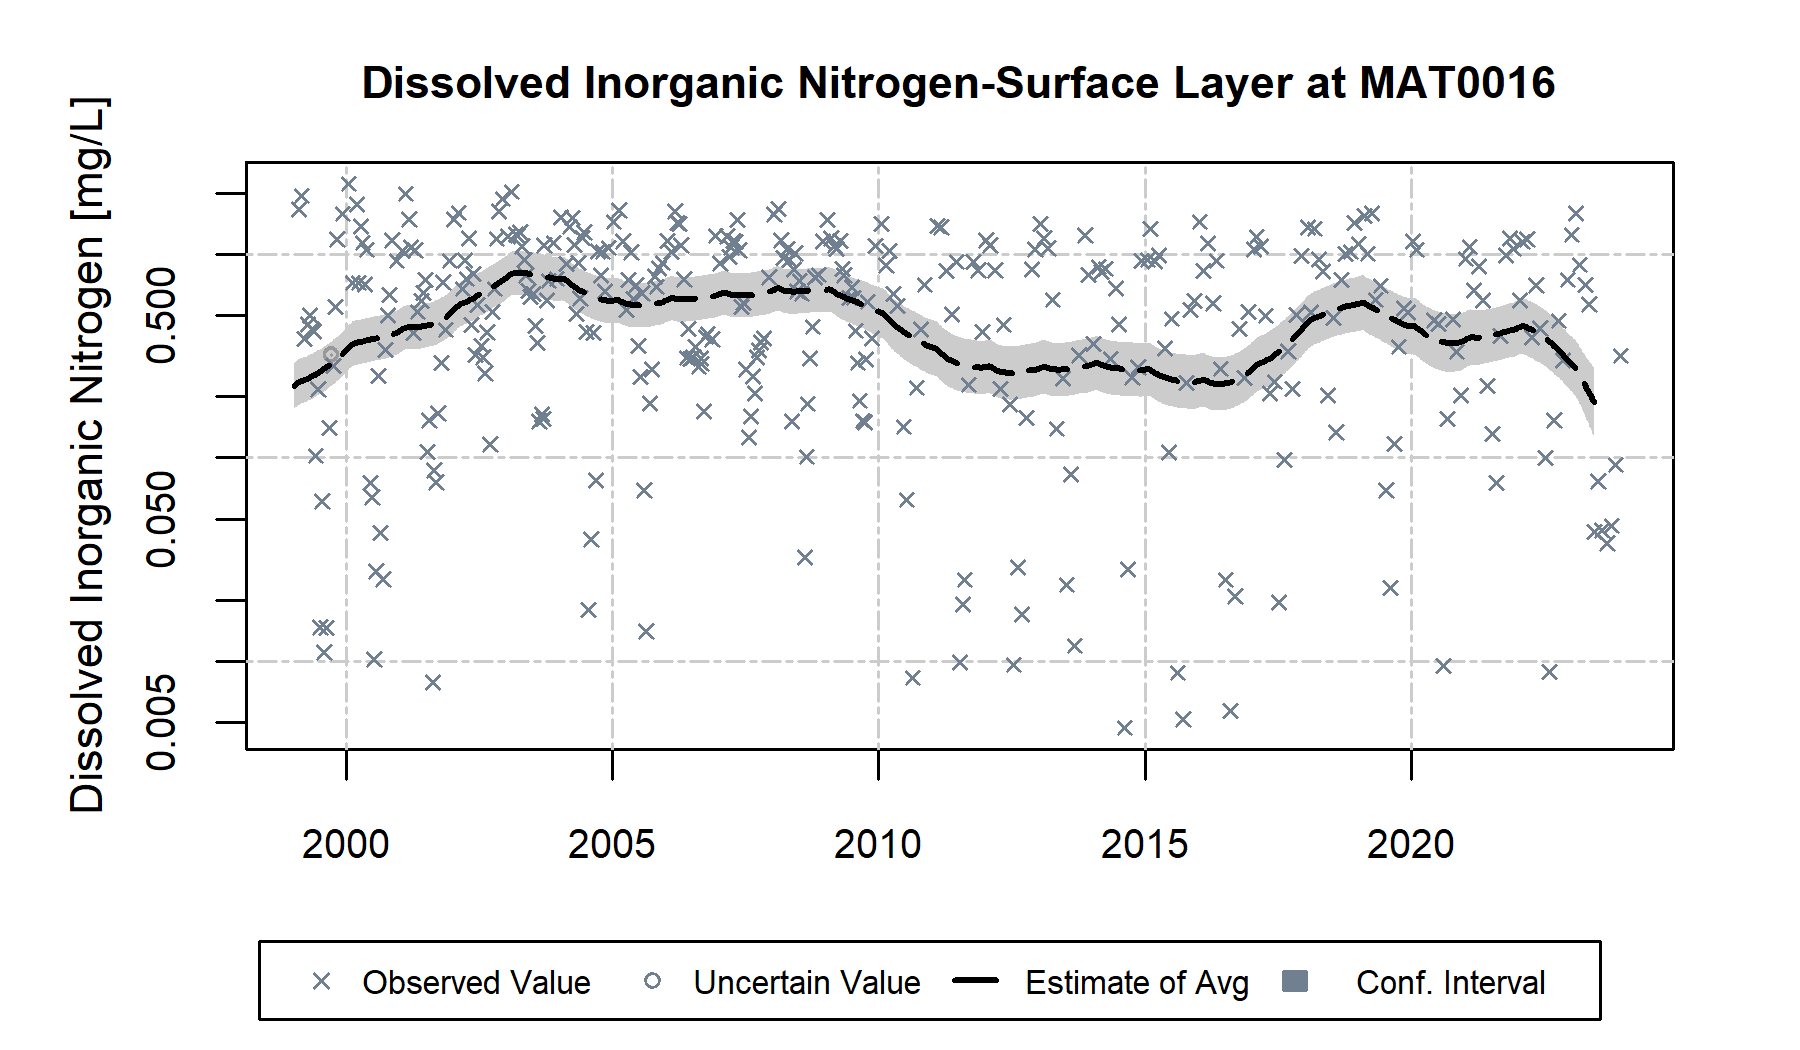 Dissolved Inorganic Nitrogen-Surface Layer at MAT0016
Dissolved Inorganic Nitrogen [mg/L]
0.500
0.050
0.005
2000 2005 2010 2015 2020
Observed Value Uncertain Value Estimate of Avg Conf. Interval